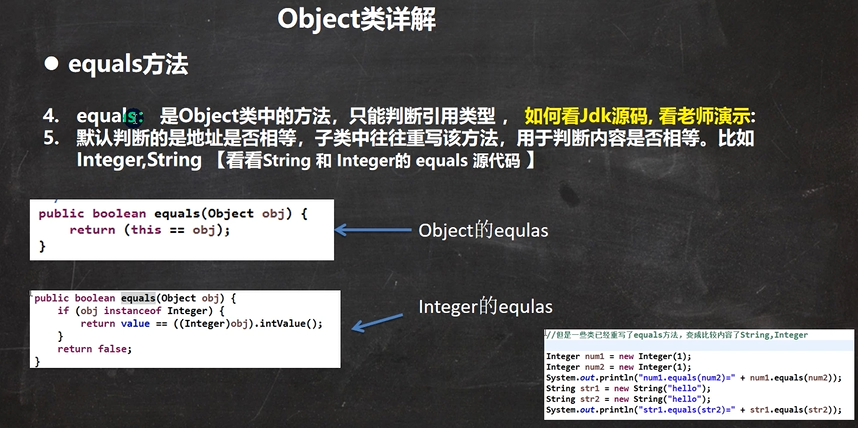 Object类详解
equals方法
4. equals: 是Object类中的方法，只能判断引用类型， 如何看Jdk源码, 看老师演示:
5. 默认判断的是地址是否相等，子类中往往重写该方法，用于判断内容是否相等。比如
Integer,String 【看看String 和 Integer的 equals 源代码 】
public boolean equals(Object obj) {
return (this == obj);
}
Object的equlas
public boolean equals(Object obj) {
if (obj instanceof Integer) {
return value == ((Integer)obj).intValue();
}
return false;
}
Integer的equlas
//但是一些类已经重写了equals方法，变成比较内容了String,Integer
Integer num1 = new Integer(1);
Integer num2 = new Integer(1);
System.out.println("num1.equals(num2)=" + num1.equals(num2));
String str1 = new String("hello");
String str2 = new String("hello");
System.out.println("str1.equals(str2)=" + str1.equals(str2));